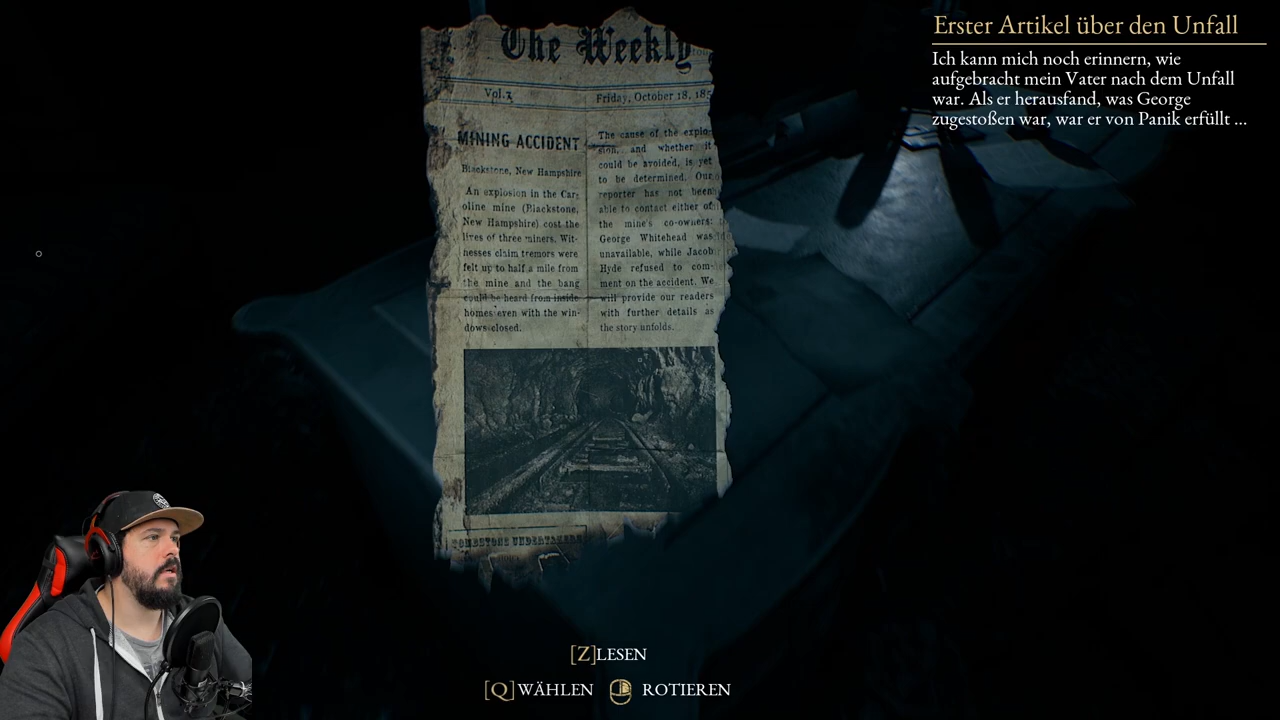 The Weekly
Vol.3
Friday, October 18, 185
MINING ACCIDENT
Blackstone, New Hampshire
An explosion in the Car-
oline mine (Blackstone,
New Hampshire) cost the
lives of three miners. Wit-
nesses claim tremors were
felt up to half a mile from
the mine and the bang
could be heard from inside
homes even with the win-
dows closed.
The cause of the explo-
sion, and whether it
could be avoided, is yet
to be determined. Our
reporter has not been
able to contact either of
the mine's co-owners:
George Whitehead was
unavailable, while Jacob
Hyde refused to com-
ment on the accident. We
will provide our readers
with further details as
the story unfolds.
TOMBSTONE UNDERTAKERS
Erster Artikel über den Unfall
Ich kann mich noch erinnern, wie
aufgebracht mein Vater nach dem Unfall
war. Als er herausfand, was George
zugestoßen war, war er von Panik erfüllt ...
[Z]LESEN
[Q]WÄHLEN ROTIEREN